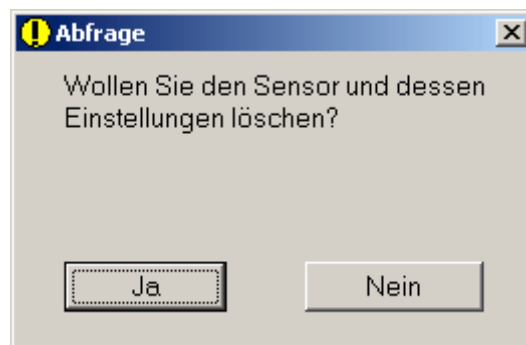 Abfrage
Wollen Sie den Sensor und dessen
Einstellungen löschen?
Ja
Nein